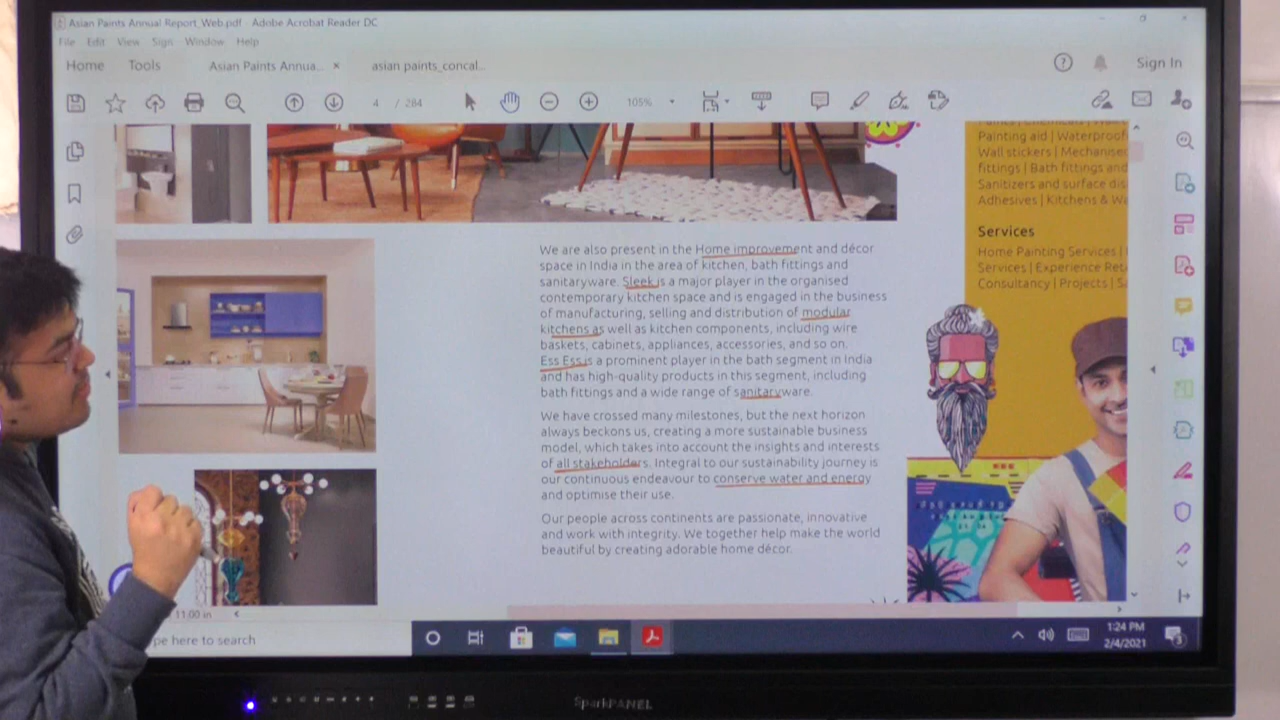 Asian Paints Annual Report_Web.pdf - Adobe Acrobat Reader DC
File Edit View Sign Window Help
Home Tools Asian Paints Annua... × asian paints_concal... Sign In
4 / 284 105%
Painting aid | Waterproof
Wall stickers | Mechanise
fittings | Bath fittings and
Sanitizers and surface dis
Adhesives | Kitchens & Wa
Services
Home Painting Services |
Services | Experience Ret
Consultancy | Projects | Sa
We are also present in the Home improvement and décor
space in India in the area of kitchen, bath fittings and
sanitaryware. Sleek is a major player in the organised
contemporary kitchen space and is engaged in the business
of manufacturing, selling and distribution of modular
kitchens as well as kitchen components, including wire
baskets, cabinets, appliances, accessories, and so on.
Ess Ess is a prominent player in the bath segment in India
and has high-quality products in this segment, including
bath fittings and a wide range of sanitaryware.
We have crossed many milestones, but the next horizon
always beckons us, creating a more sustainable business
model, which takes into account the insights and interests
of all stakeholders. Integral to our sustainability journey is
our continuous endeavour to conserve water and energy
and optimise their use.
Our people across continents are passionate, innovative
and work with integrity. We together help make the world
beautiful by creating adorable home décor.
11.00 in
pe here to search
1:24 PM
2/4/2021
3
SparkPANEL